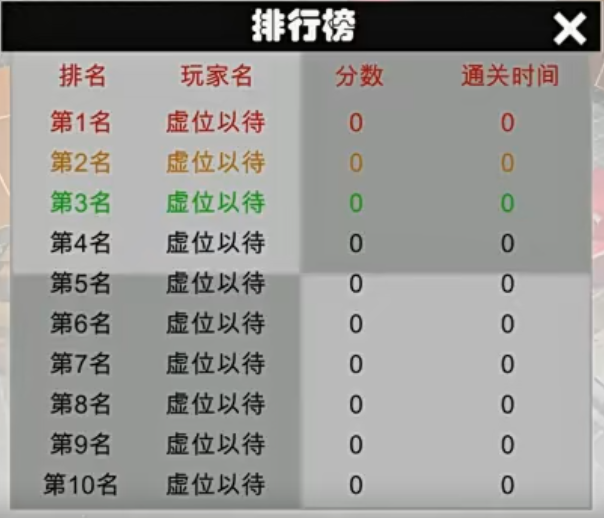 排行榜
排名 玩家名 分数 通关时间
第1名 虚位以待 0 0
第2名 虚位以待 0 0
第3名 虚位以待 0 0
第4名 虚位以待 0 0
第5名 虚位以待 0 0
第6名 虚位以待 0 0
第7名 虚位以待 0 0
第8名 虚位以待 0 0
第9名 虚位以待 0 0
第10名 虚位以待 0 0